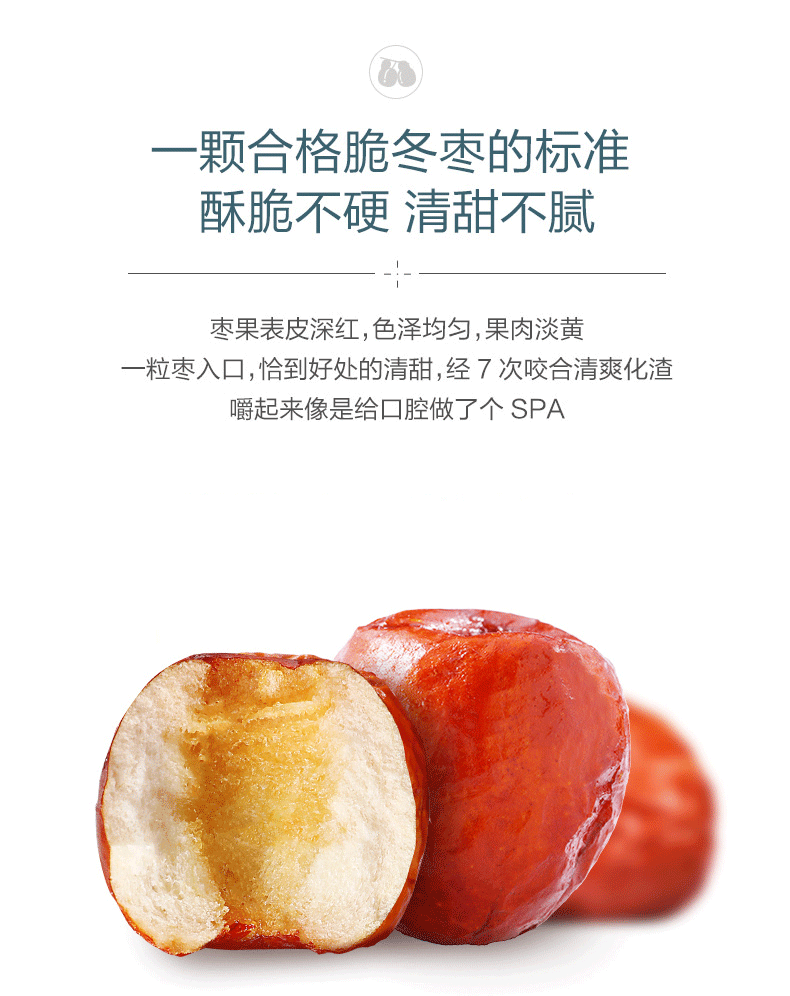 一颗合格脆冬枣的标准
酥脆不硬 清甜不腻
枣果表皮深红,色泽均匀,果肉淡黄
一粒枣入口,恰到好处的清甜,经 7 次咬合清爽化渣
嚼起来像是给口腔做了个 SPA